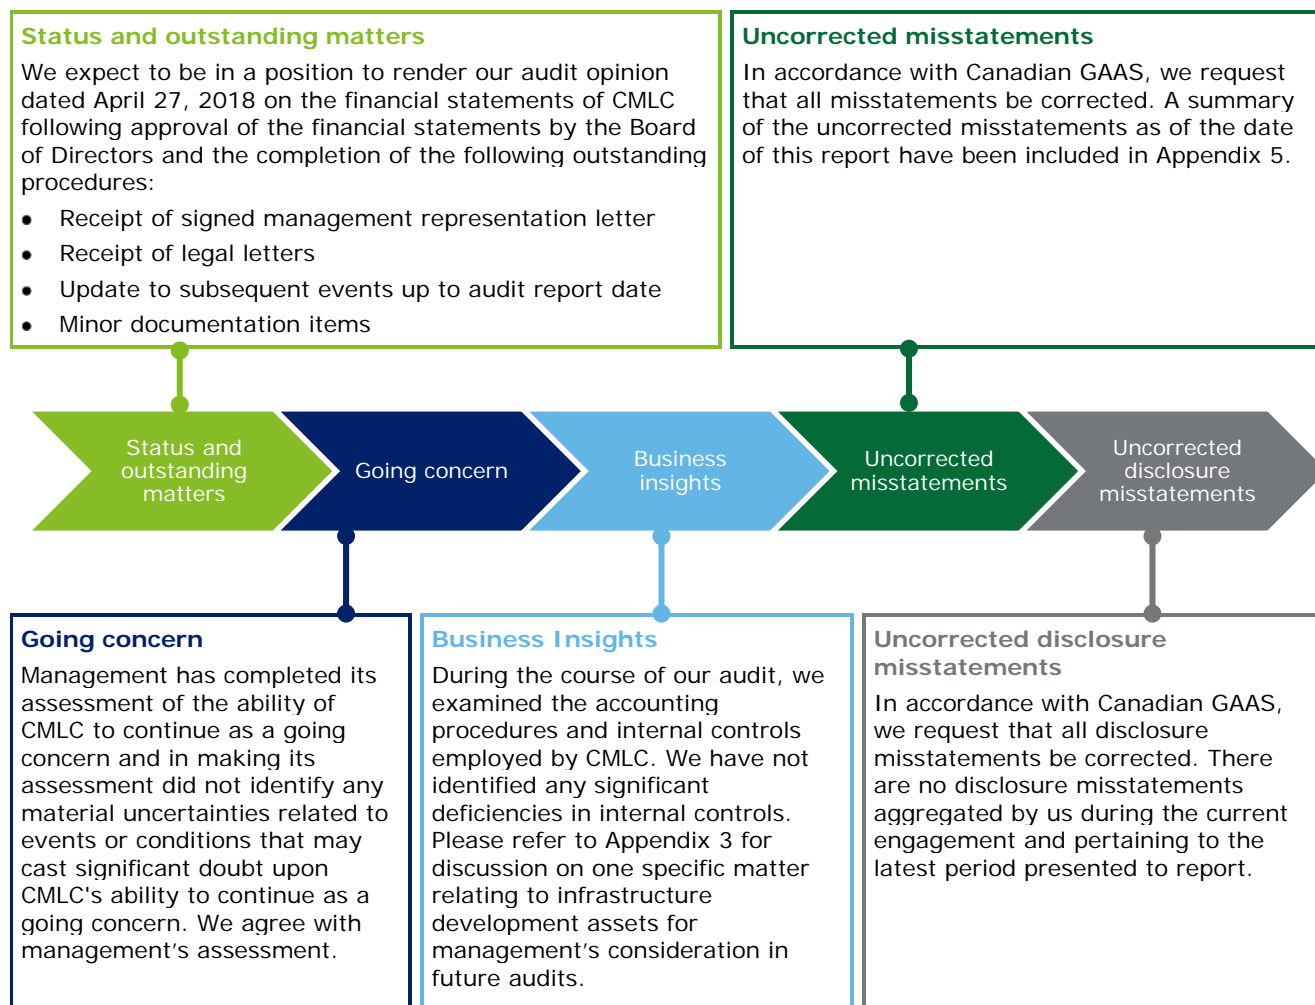 Status and outstanding matters
We expect to be in a position to render our audit opinion
dated April 27, 2018 on the financial statements of CMLC
following approval of the financial statements by the Board
of Directors and the completion of the following outstanding
procedures:
• Receipt of signed management representation letter
• Receipt of legal letters
• Update to subsequent events up to audit report date
• Minor documentation items
Uncorrected misstatements
In accordance with Canadian GAAS, we request
that all misstatements be corrected. A summary
of the uncorrected misstatements as of the date
of this report have been included in Appendix 5.
Status and
outstanding
matters
Going concern
Business
insights
Uncorrected
misstatements
Uncorrected
disclosure
misstatements
Going concern
Management has completed its
assessment of the ability of
CMLC to continue as a going
concern and in making its
assessment did not identify any
material uncertainties related to
events or conditions that may
cast significant doubt upon
CMLC's ability to continue as a
going concern. We agree with
management’s assessment.
Business Insights
During the course of our audit, we
examined the accounting
procedures and internal controls
employed by CMLC. We have not
identified any significant
deficiencies in internal controls.
Please refer to Appendix 3 for
discussion on one specific matter
relating to infrastructure
development assets for
management’s consideration in
future audits.
Uncorrected disclosure
misstatements
In accordance with Canadian GAAS,
we request that all disclosure
misstatements be corrected. There
are no disclosure misstatements
aggregated by us during the current
engagement and pertaining to the
latest period presented to report.